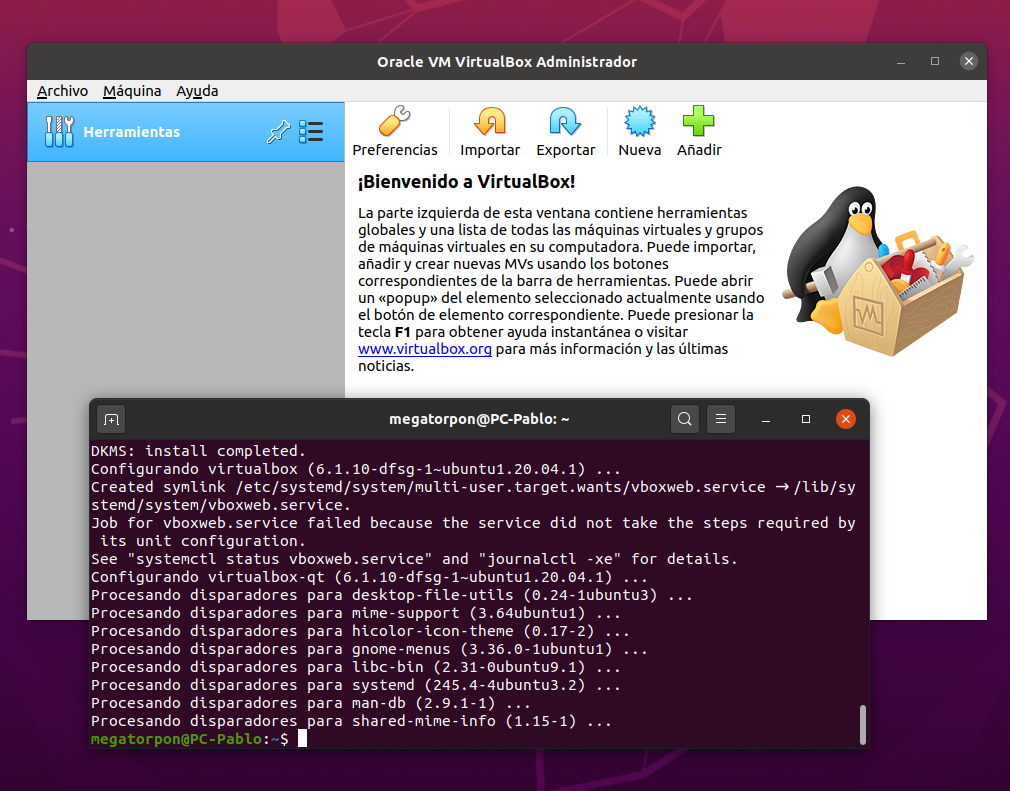 Oracle VM VirtualBox Administrador
Archivo Máquina Ayuda
Herramientas
Preferencias Importar Exportar Nueva Añadir
¡Bienvenido a VirtualBox!
La parte izquierda de esta ventana contiene herramientas
globales y una lista de todas las máquinas virtuales y grupos
de máquinas virtuales en su computadora. Puede importar,
añadir y crear nuevas MVs usando los botones
correspondientes de la barra de herramientas. Puede abrir
un «popup» del elemento seleccionado actualmente usando
el botón de elemento correspondiente. Puede presionar la
tecla F1 para obtener ayuda instantánea o visitar
www.virtualbox.org para más información y las últimas
noticias.
megatorpon@PC-Pablo: ~
DKMS: install completed.
Configurando virtualbox (6.1.10-dfsg-1~ubuntu1.20.04.1) ...
Created symlink /etc/systemd/system/multi-user.target.wants/vboxweb.service → /lib/sy
stemd/system/vboxweb.service.
Job for vboxweb.service failed because the service did not take the steps required by
 its unit configuration.
See "systemctl status vboxweb.service" and "journalctl -xe" for details.
Configurando virtualbox-qt (6.1.10-dfsg-1~ubuntu1.20.04.1) ...
Procesando disparadores para desktop-file-utils (0.24-1ubuntu3) ...
Procesando disparadores para mime-support (3.64ubuntu1) ...
Procesando disparadores para hicolor-icon-theme (0.17-2) ...
Procesando disparadores para gnome-menus (3.36.0-1ubuntu1) ...
Procesando disparadores para libc-bin (2.31-0ubuntu9.1) ...
Procesando disparadores para systemd (245.4-4ubuntu3.2) ...
Procesando disparadores para man-db (2.9.1-1) ...
Procesando disparadores para shared-mime-info (1.15-1) ...
megatorpon@PC-Pablo:~$